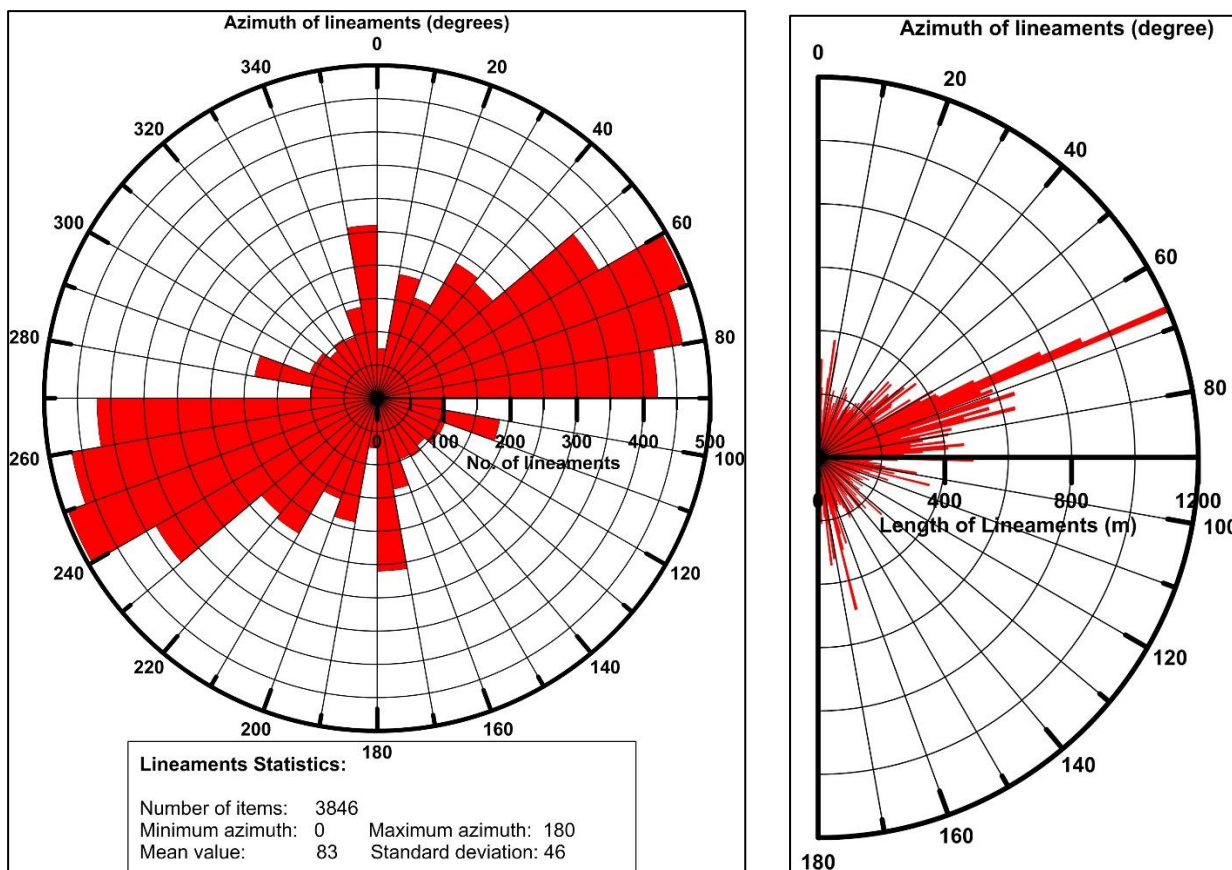 Azimuth of lineaments (degrees)
0
20
40
60
80
100
120
140
160
180
200
220
240
260
280
300
320
340
0 100 200 300 400 500
No. of lineaments
Lineaments Statistics:
Number of items: 3846
Minimum azimuth: 0 Maximum azimuth: 180
Mean value: 83 Standard deviation: 46
Azimuth of lineaments (degree)
0
20
40
60
80
100
120
140
160
180
0 400 800 1200
Length of Lineaments (m)